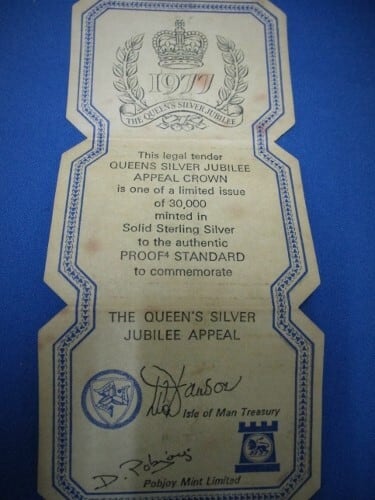 1977
THE QUEEN'S SILVER JUBILEE
This legal tender
QUEENS SILVER JUBILEE
APPEAL CROWN
is one of a limited issue
of 30,000
minted in
Solid Sterling Silver
to the authentic
PROOF⁴ STANDARD
to commemorate
THE QUEEN'S SILVER
JUBILEE APPEAL
Isle of Man Treasury
D. Pobjoy
Pobjoy Mint Limited